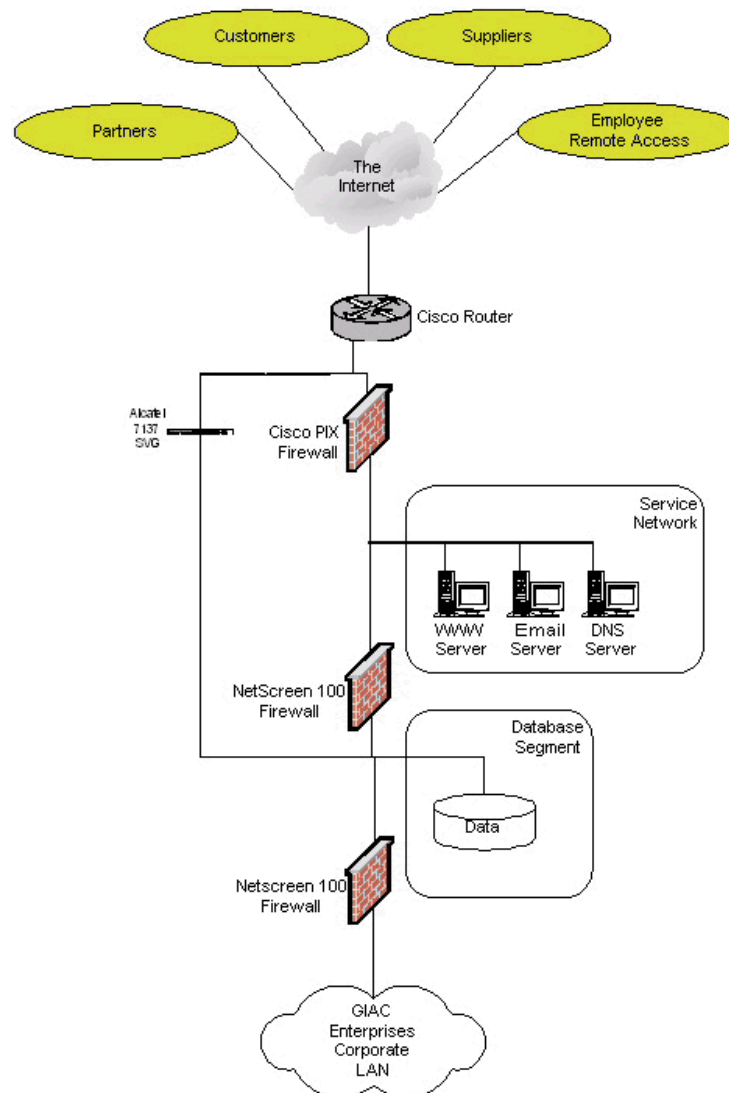 Customers
Suppliers
Partners
Employee
Remote Access
The
Internet
Cisco Router
Alcatel
7137
SVG
Cisco PIX
Firewall
Service
Network
WWW
Server
Email
Server
DNS
Server
NetScreen 100
Firewall
Database
Segment
Data
Netscreen 100
Firewall
GIAC
Enterprises
Corporate
LAN